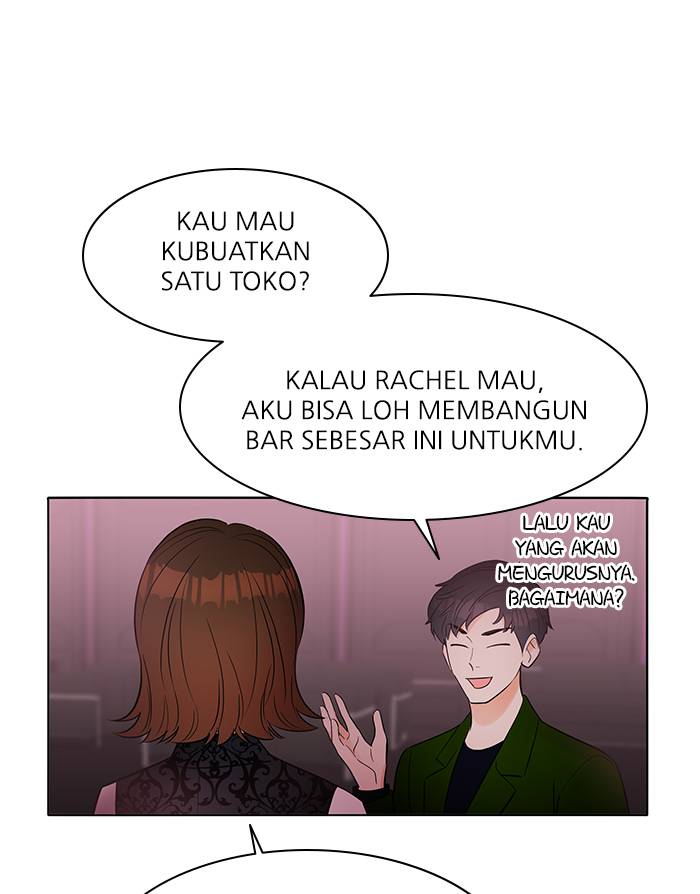 KAU MAU
KUBUATKAN
SATU TOKO?
KALAU RACHEL MAU,
AKU BISA LOH MEMBANGUN
BAR SEBESAR INI UNTUKMU.
LALU KAU
YANG AKAN
MENGURUSNYA.
BAGAIMANA?